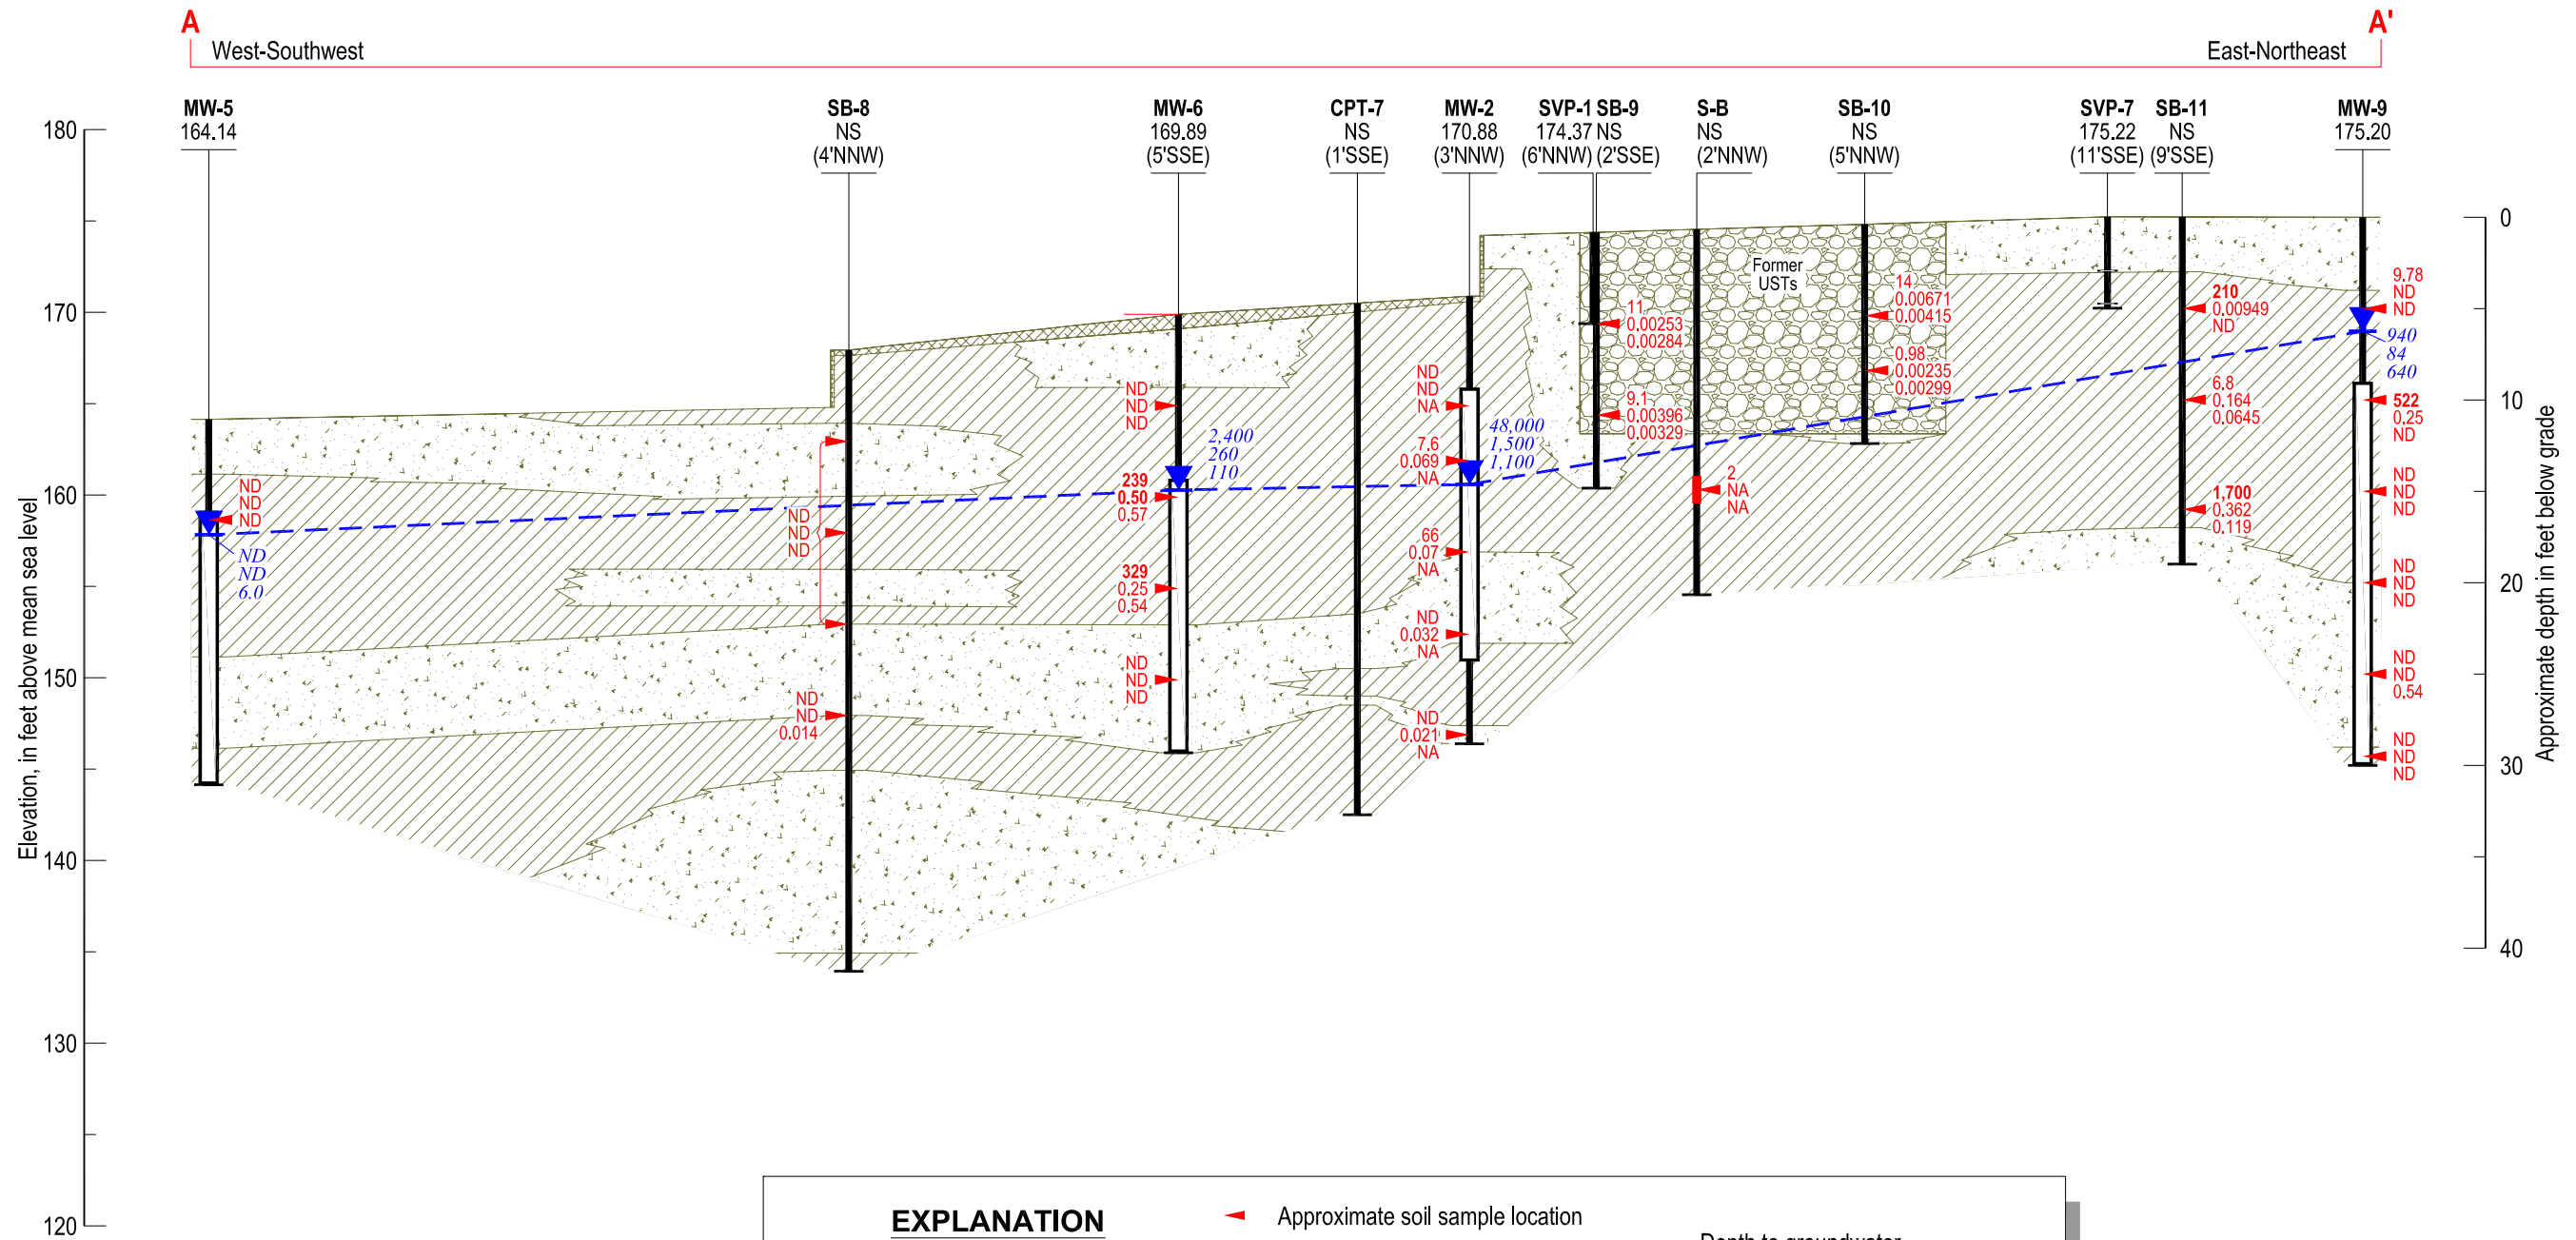 A
A'
West-Southwest
East-Northeast
MW-5
164.14
SB-8
NS
(4'NNW)
MW-6
169.89
(5'SSE)
CPT-7
NS
(1'SSE)
MW-2
170.88
(3'NNW)
SVP-1
174.37
(6'NNW)
SB-9
NS
(2'SSE)
S-B
NS
(2'NNW)
SB-10
NS
(5'NNW)
SVP-7
175.22
(11'SSE)
SB-11
NS
(9'SSE)
MW-9
175.20
Elevation, in feet above mean sea level
180
170
160
150
140
130
120
ND
ND
ND
ND
ND
6.0
ND
ND
ND
ND
ND
0.014
ND
ND
ND
2,400
260
110
239
0.50
0.57
329
0.25
0.54
ND
ND
ND
ND
ND
NA
7.6
0.069
NA
48,000
1,500
1,100
66
0.07
NA
ND
0.032
NA
ND
0.021
NA
11
0.00253
0.00284
9.1
0.00396
0.00329
2
NA
NA
Former
USTs
14
0.00671
0.00415
0.98
0.00235
0.00299
210
0.00949
ND
6.8
0.164
0.0645
1,700
0.362
0.119
9.78
ND
ND
940
84
640
522
0.25
ND
ND
ND
ND
ND
ND
ND
ND
ND
0.54
ND
ND
ND
0
10
20
30
40
Approximate depth in feet below grade
EXPLANATION
Approximate soil sample location
Depth to groundwater